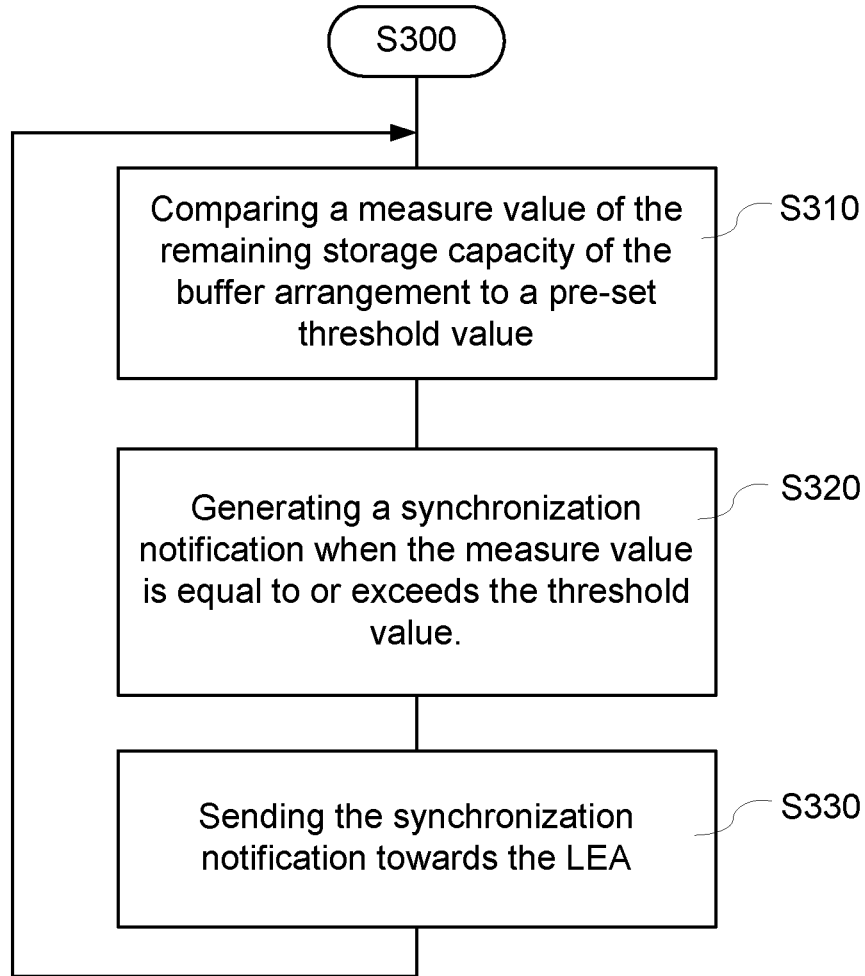 S300
Comparing a measure value of the
remaining storage capacity of the
buffer arrangement to a pre-set
threshold value
S310
Generating a synchronization
notification when the measure value
is equal to or exceeds the threshold
value.
S320
Sending the synchronization
notification towards the LEA
S330